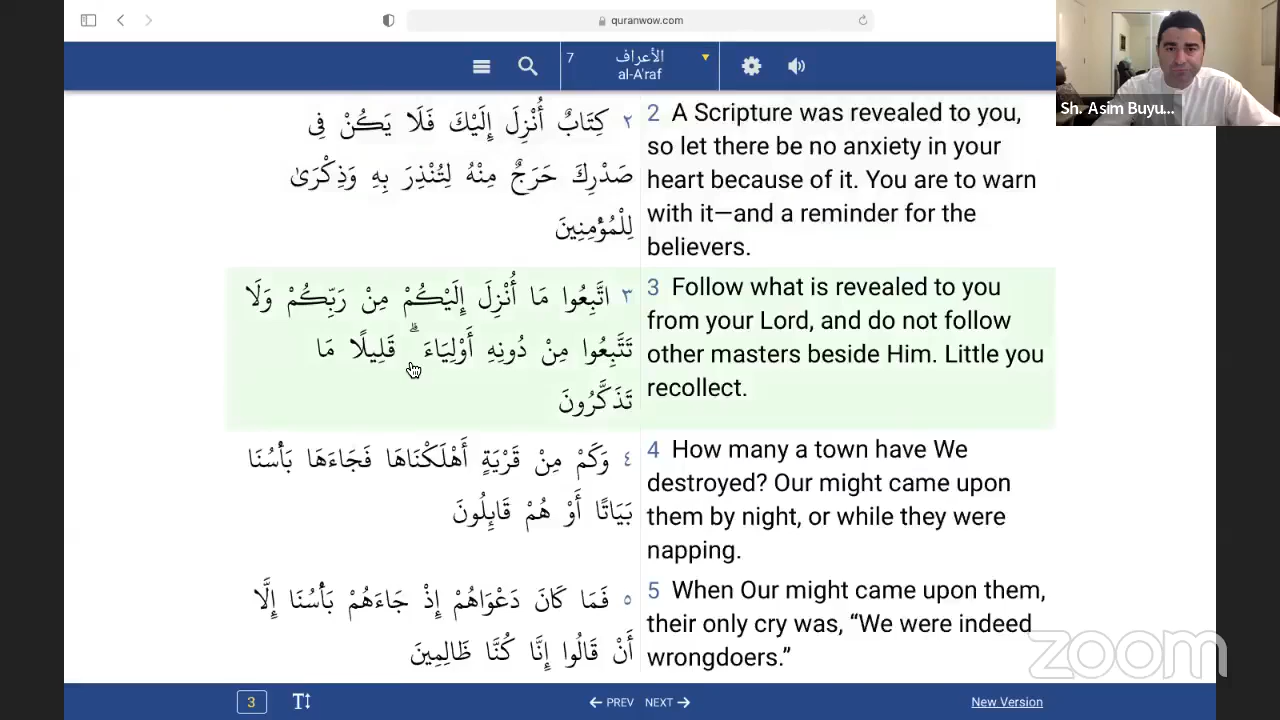 quranwow.com
7
الأعراف
al-A'raf
Sh. Asim Buyu...
٢ كِتَابٌ أُنْزِلَ إِلَيْكَ فَلَا يَكُنْ فِى
صَدْرِكَ حَرَجٌ مِنْهُ لِتُنْذِرَ بِهِ وَذِكْرَىٰ
لِلْمُؤْمِنِينَ
2 A Scripture was revealed to you,
so let there be no anxiety in your
heart because of it. You are to warn
with it—and a reminder for the
believers.
٣ اتَّبِعُوا مَا أُنْزِلَ إِلَيْكُمْ مِنْ رَبِّكُمْ وَلَا
تَتَّبِعُوا مِنْ دُونِهِ أَوْلِيَاءَ ۗ قَلِيلًا مَا
تَذَكَّرُونَ
3 Follow what is revealed to you
from your Lord, and do not follow
other masters beside Him. Little you
recollect.
٤ وَكَمْ مِنْ قَرْيَةٍ أَهْلَكْنَاهَا فَجَاءَهَا بَأْسُنَا
بَيَاتًا أَوْ هُمْ قَائِلُونَ
4 How many a town have We
destroyed? Our might came upon
them by night, or while they were
napping.
٥ فَمَا كَانَ دَعْوَاهُمْ إِذْ جَاءَهُمْ بَأْسُنَا إِلَّا
أَنْ قَالُوا إِنَّا كُنَّا ظَالِمِينَ
5 When Our might came upon them,
their only cry was, “We were indeed
wrongdoers.”
zoom
3
T
PREV NEXT
New Version